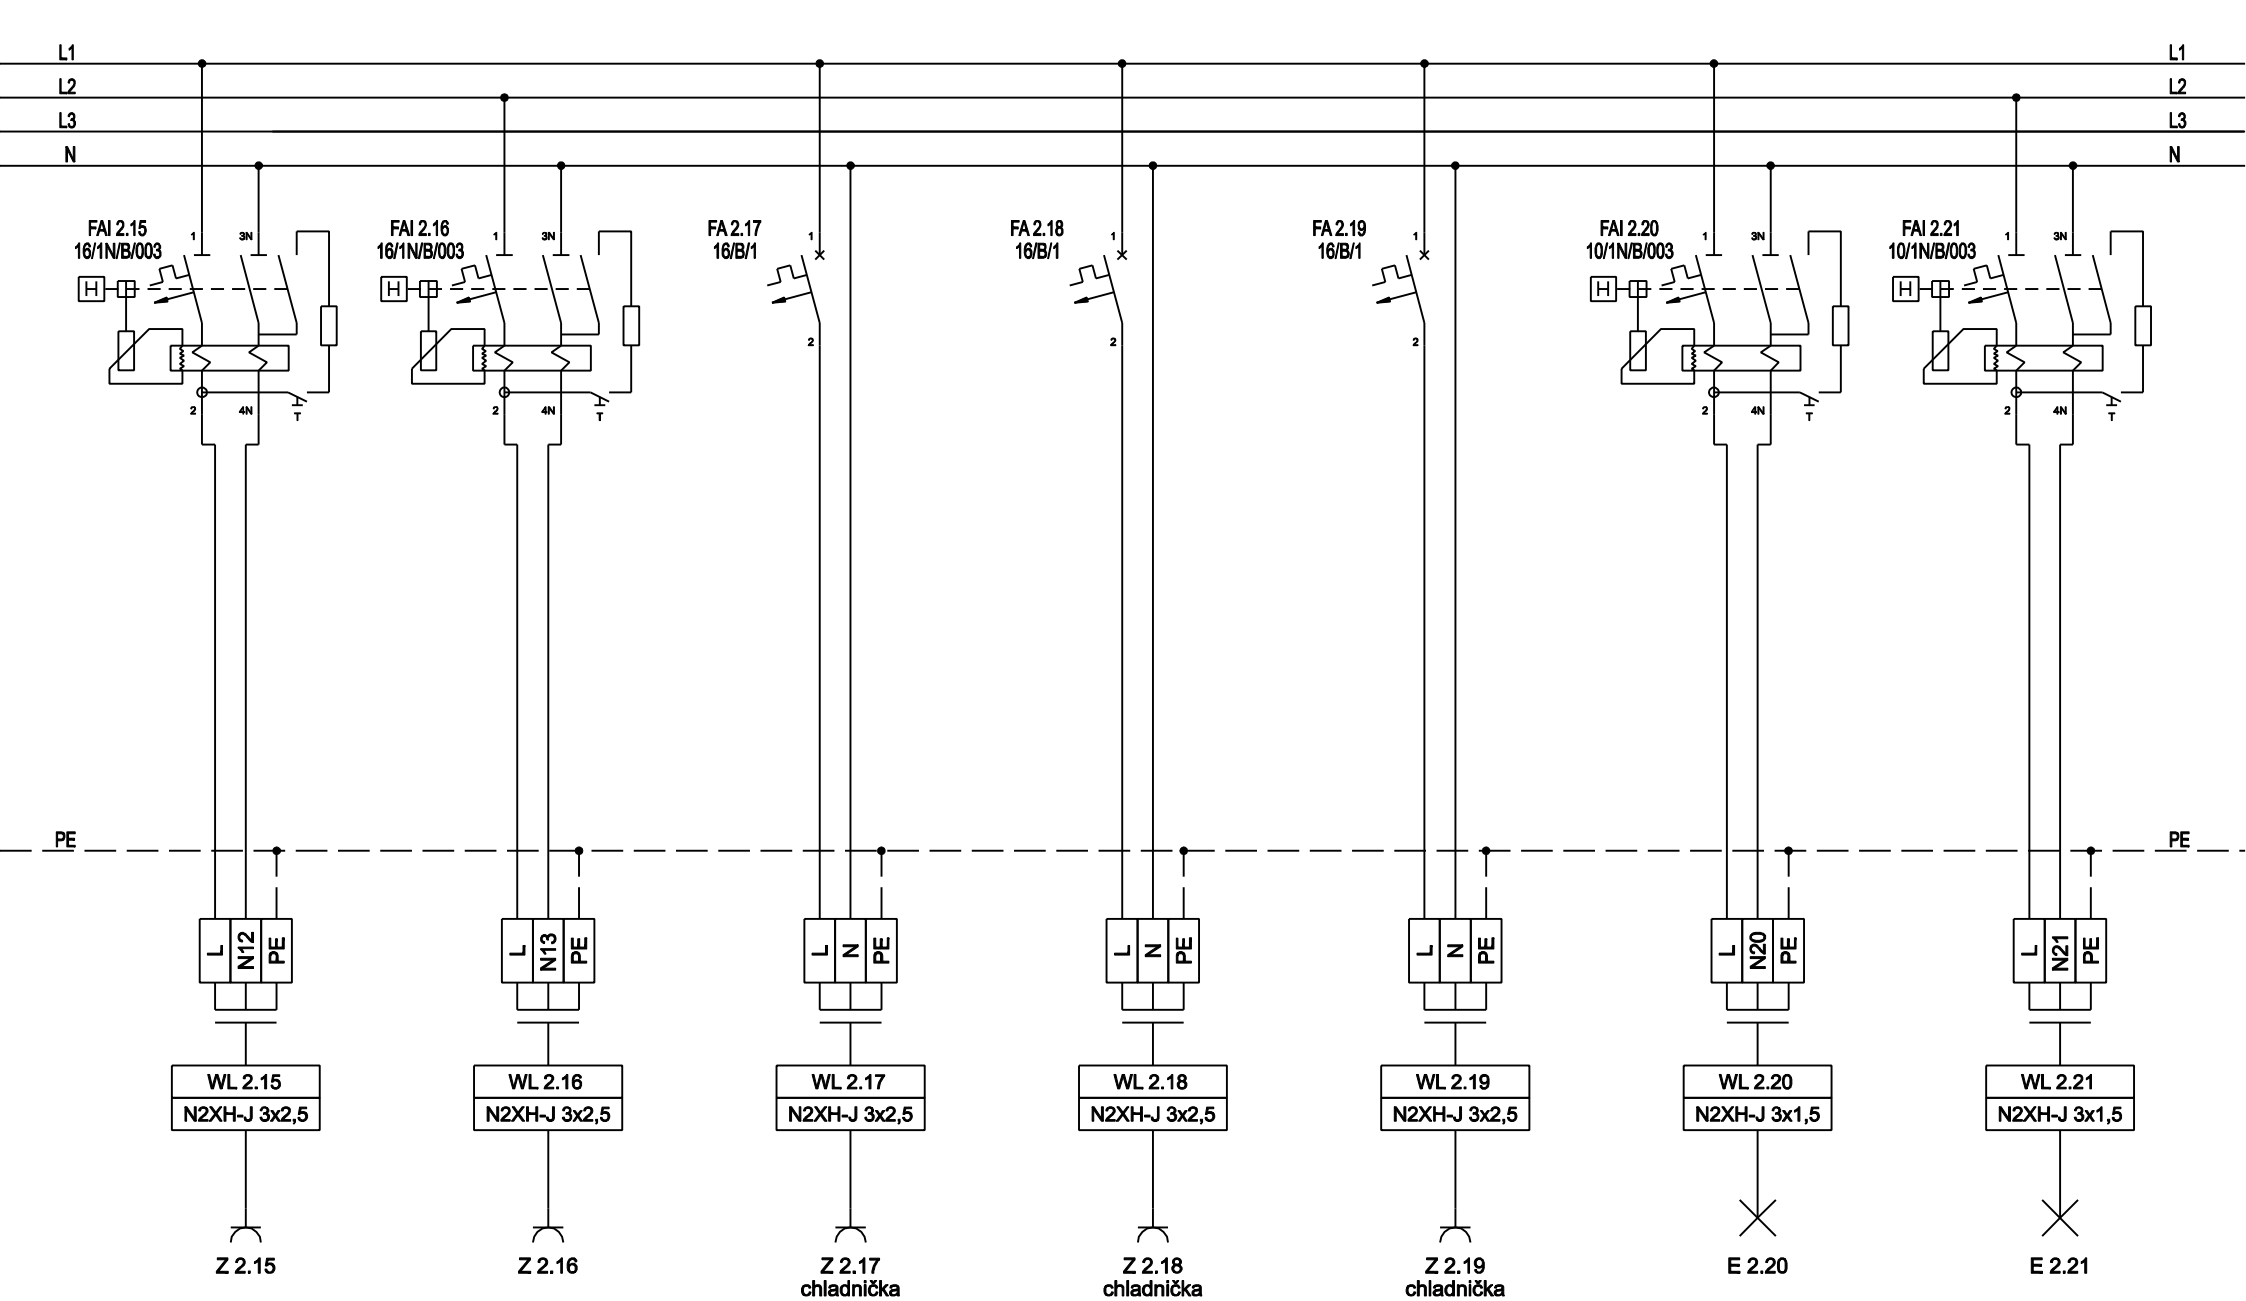 L1 L1
L2 L2
L3 L3
N N
FAI 2.15
16/1N/B/003
1 3N
H
2 4N
T
FAI 2.16
16/1N/B/003
1 3N
H
2 4N
T
FA 2.17
16/B/1
1
2
FA 2.18
16/B/1
1
2
FA 2.19
16/B/1
1
2
FAI 2.20
10/1N/B/003
1 3N
H
2 4N
T
FAI 2.21
10/1N/B/003
1 3N
H
2 4N
T
PE PE
L N12 PE
WL 2.15
N2XH-J 3x2,5
Z 2.15
L N13 PE
WL 2.16
N2XH-J 3x2,5
Z 2.16
L N PE
WL 2.17
N2XH-J 3x2,5
Z 2.17
chladnička
L N PE
WL 2.18
N2XH-J 3x2,5
Z 2.18
chladnička
L N PE
WL 2.19
N2XH-J 3x2,5
Z 2.19
chladnička
L N20 PE
WL 2.20
N2XH-J 3x1,5
E 2.20
L N21 PE
WL 2.21
N2XH-J 3x1,5
E 2.21